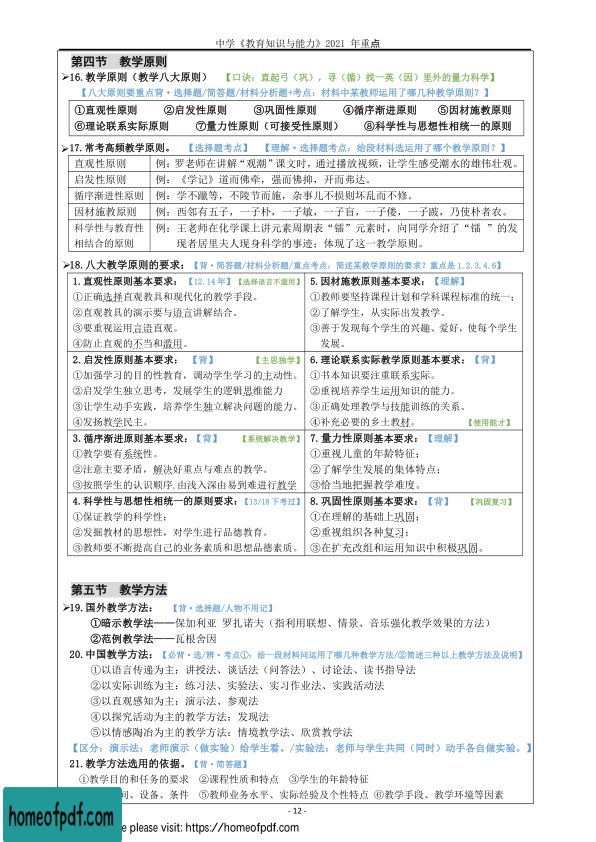 中学《教育知识与能力》2021 年重点
第四节 教学原则
➢16.教学原则（教学八大原则） 【口诀：直起弓（巩），寻（循）找一英（因）里外的量力科学】
【八大原则要重点背·选择题/简答题/材料分析题+考点：材料中某教师运用了哪几种教学原则？】
①直观性原则 ②启发性原则 ③巩固性原则 ④循序渐进原则 ⑤因材施教原则
⑥理论联系实际原则 ⑦量力性原则（可接受性原则） ⑧科学性与思想性相统一的原则
➢17.常考高频教学原则。 【选择题考点】 【理解·选择题考点：给段材料选运用了哪个教学原则？】
直观性原则 例：罗老师在讲解“观潮”课文时，通过播放视频，让学生感受潮水的雄伟壮观。
启发性原则 例：《学记》道而佛牵，强而佛抑，开而弗达。
循序渐进性原则 例：学不躐等，不陵节而施，杂事儿不损则坏乱而不修。
因材施教原则 例：西邻有五子，一子朴，一子敏，一子盲，一子偻，一子跛，乃使朴者农。
科学性与教育性 例：王老师在化学课上讲元素周期表“镭”元素时，向同学介绍了“镭 ”的发
相结合的原则 现者居里夫人现身科学的事迹；体现了这一教学原则。
➢18.八大教学原则的要求：【背·简答题/材料分析题/重点考点：简述某教学原则的要求？重点是 1.2.3.4.6】
1.直观性原则基本要求：【12.14年】【选择语言不滥用】 5.因材施教原则基本要求：【理解】
①正确选择直观教具和现代化的教学手段。 ①教师要坚持课程计划和学科课程标准的统一；
②直观教具的演示要与语言讲解结合。 ②了解学生，从实际出发教学。
③要重视运用言语直观。 ③善于发现每个学生的兴趣、爱好，使每个学生
④防止直观的不当和滥用。 发展。
2.启发性原则基本要求： 【背】 【主思独学】 6.理论联系实际教学原则基本要求：【背】
①加强学习的目的性教育，调动学生学习的主动性。 ①书本知识要注重联系实际。
②启发学生独立思考，发展学生的逻辑思维能力 ②重视培养学生运用知识的能力。
③让学生动手实践，培养学生独立解决问题的能力。 ③正确处理教学与技能训练的关系。
④发扬教学民主。 ④补充必要的乡土教材。 【使用能才】
3.循序渐进原则基本要求：【背】 【系统解决教学】 7.量力性原则基本要求：【理解】
①教学要有系统性。 ①重视儿童的年龄特征；
②注意主要矛盾，解决好重点与难点的教学。 ②了解学生发展的集体特点；
③按照学生的认识顺序,由浅入深由易到难进行教学 ③恰当地把握教学难度。
4.科学性与思想性相统一的原则要求：【13/18下考过】 8.巩固性原则基本要求：【背】 【巩固复习】
①保证教学的科学性； ①在理解的基础上巩固；
②发掘教材的思想性，对学生进行品德教育。 ②重视组织各种复习；
③教师要不断提高自己的业务素质和思想品德素质。 ③在扩充改组和运用知识中积极巩固。
第五节 教学方法
➢19.国外教学方法： 【背·选择题/人物不用记】
①暗示教学法——保加利亚 罗扎诺夫（指利用联想、情景、音乐强化教学效果的方法）
②范例教学法——瓦根舍因
20.中国教学方法：【必背·选/辨·考点①：给一段材料问运用了哪几种教学方法/②简述三种以上教学方法及说明】
①以语言传递为主：讲授法、谈话法（问答法）、讨论法、读书指导法
②以实际训练为主：练习法、实验法、实习作业法、实践活动法
③以直观感知为主：演示法、参观法
④以探究活动为主的教学方法：发现法
⑤以情感陶冶为主的教学方法：情境教学法、欣赏教学法
【区分：演示法：老师演示（做实验）给学生看。/实验法：老师与学生共同（同时）动手各自做实验。】
21.教学方法选用的依据。【背·简答题】
①教学目的和任务的要求 ②课程性质和特点 ③学生的年龄特征
间、设备、条件 ⑤教师业务水平、实际经验及个性特点 ⑥教学手段、教学环境等因素
- 12 -
homeofpdf.com
e please visit: https://homeofpdf.com